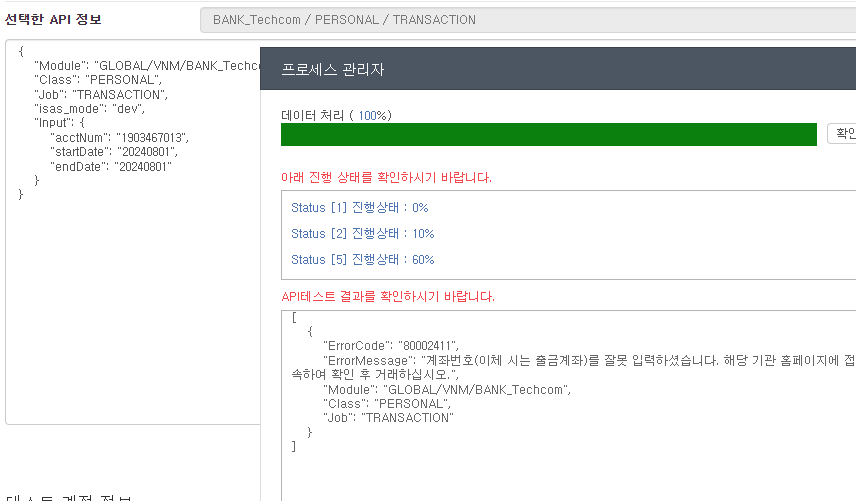 선택한 API 정보
BANK_Techcom / PERSONAL / TRANSACTION
{
"Module": "GLOBAL/VNM/BANK_Techco
"Class": "PERSONAL",
"Job": "TRANSACTION",
"isas_mode": "dev",
"Input": {
"acctNum": "1903467013",
"startDate": "20240801",
"endDate": "20240801"
}
}
프로세스 관리자
데이터 처리 ( 100%)
확인
아래 진행 상태를 확인하시기 바랍니다.
Status [1] 진행상태 : 0%
Status [2] 진행상태 : 10%
Status [5] 진행상태 : 60%
API테스트 결과를 확인하시기 바랍니다.
[
{
"ErrorCode": "80002411",
"ErrorMessage": "계좌번호(이체 시는 출금계좌)를 잘못 입력하셨습니다. 해당 기관 홈페이지에 접
속하여 확인 후 거래하십시오.",
"Module": "GLOBAL/VNM/BANK_Techcom",
"Class": "PERSONAL",
"Job": "TRANSACTION"
}
]